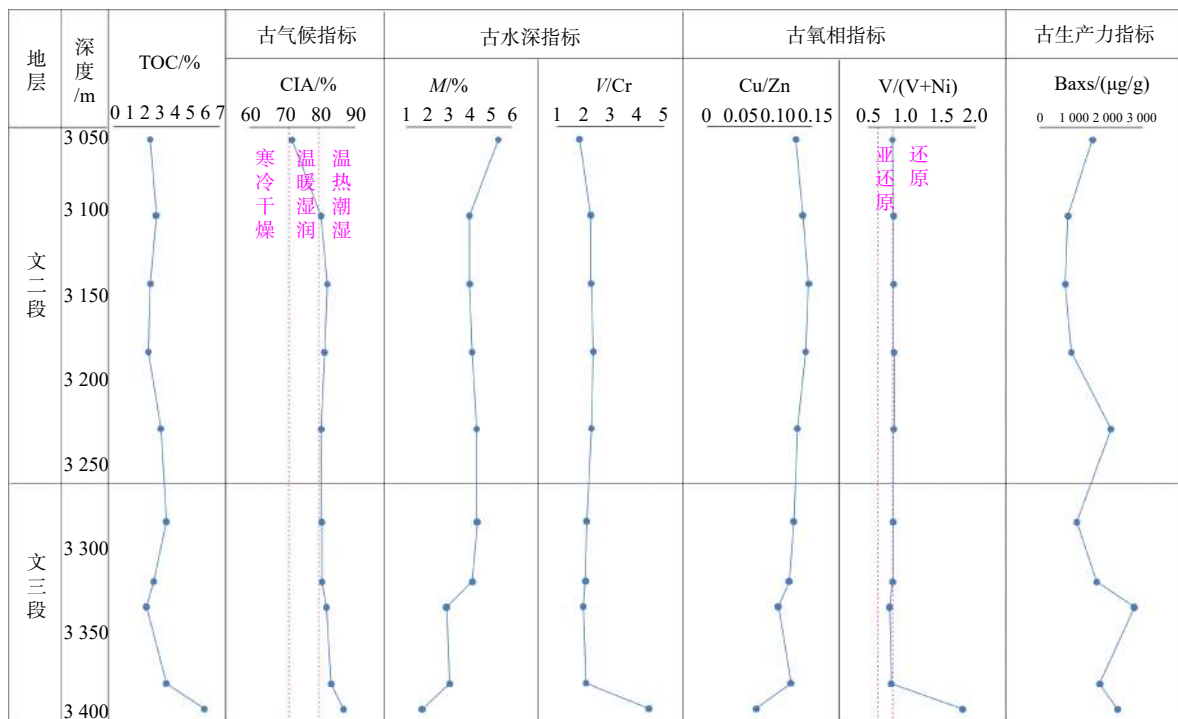 地层
深度/m
TOC/%
0 1 2 3 4 5 6 7
古气候指标
CIA/%
60 70 80 90
古水深指标
M/%
1 2 3 4 5 6
V/Cr
1 2 3 4 5
古氧相指标
Cu/Zn
0 0.05 0.10 0.15
V/(V+Ni)
0.5 1.0 2.0
古生产力指标
Baxs/(μg/g)
0 1 000 2 000 3 000
寒冷干燥
温暖湿润
温热潮湿
亚还原
还原
文二段
文三段
3 050
3 100
3 150
3 200
3 250
3 300
3 350
3 400